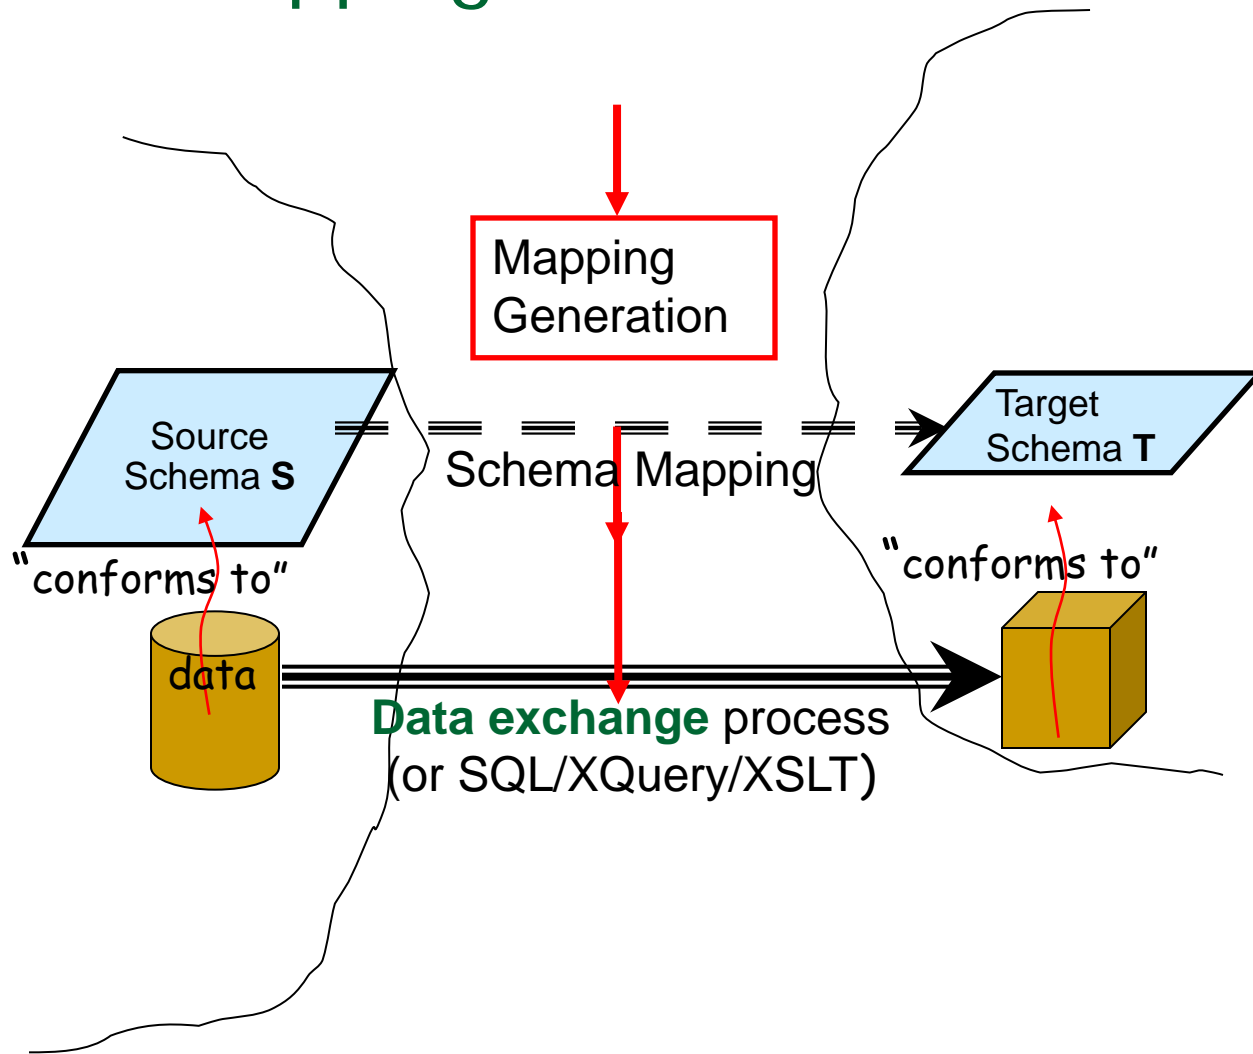 Mapping
Generation
Source
Schema S
Target
Schema T
Schema Mapping
“conforms to”
“conforms to”
data
Data exchange process
(or SQL/XQuery/XSLT)